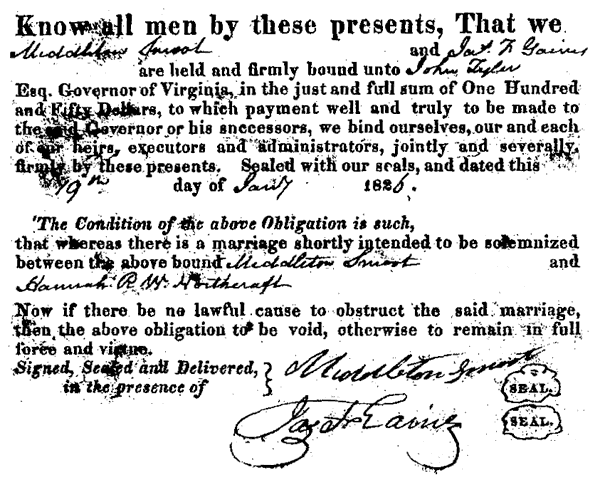 Know all men by these presents, That we
Middleton Smoot and Jas. F Gaines
are held and firmly bound unto John Tyler
Esq. Governor of Virginia, in the just and full sum of One Hundred
and Fifty Dollars, to which payment well and truly to be made to
the said Governor or his snccessors, we bind ourselves, our and each
of our heirs, executors and administrators, jointly and severally,
firmly by these presents. Sealed with our seals, and dated this
19th day of Jany 1826.
The Condition of the above Obligation is such,
that whereas there is a marriage shortly intended to be solemnized
between the above bound Middleton Smoot and
Hannah R. W. Northcraft
Now if there be no lawful cause to obstruct the said marriage,
then the above obligation to be void, otherwise to remain in full
force and virtue.
Signed, Sealed and Delivered, } Middleton Smoot SEAL.
in the presence of
Jas F Gaines SEAL.